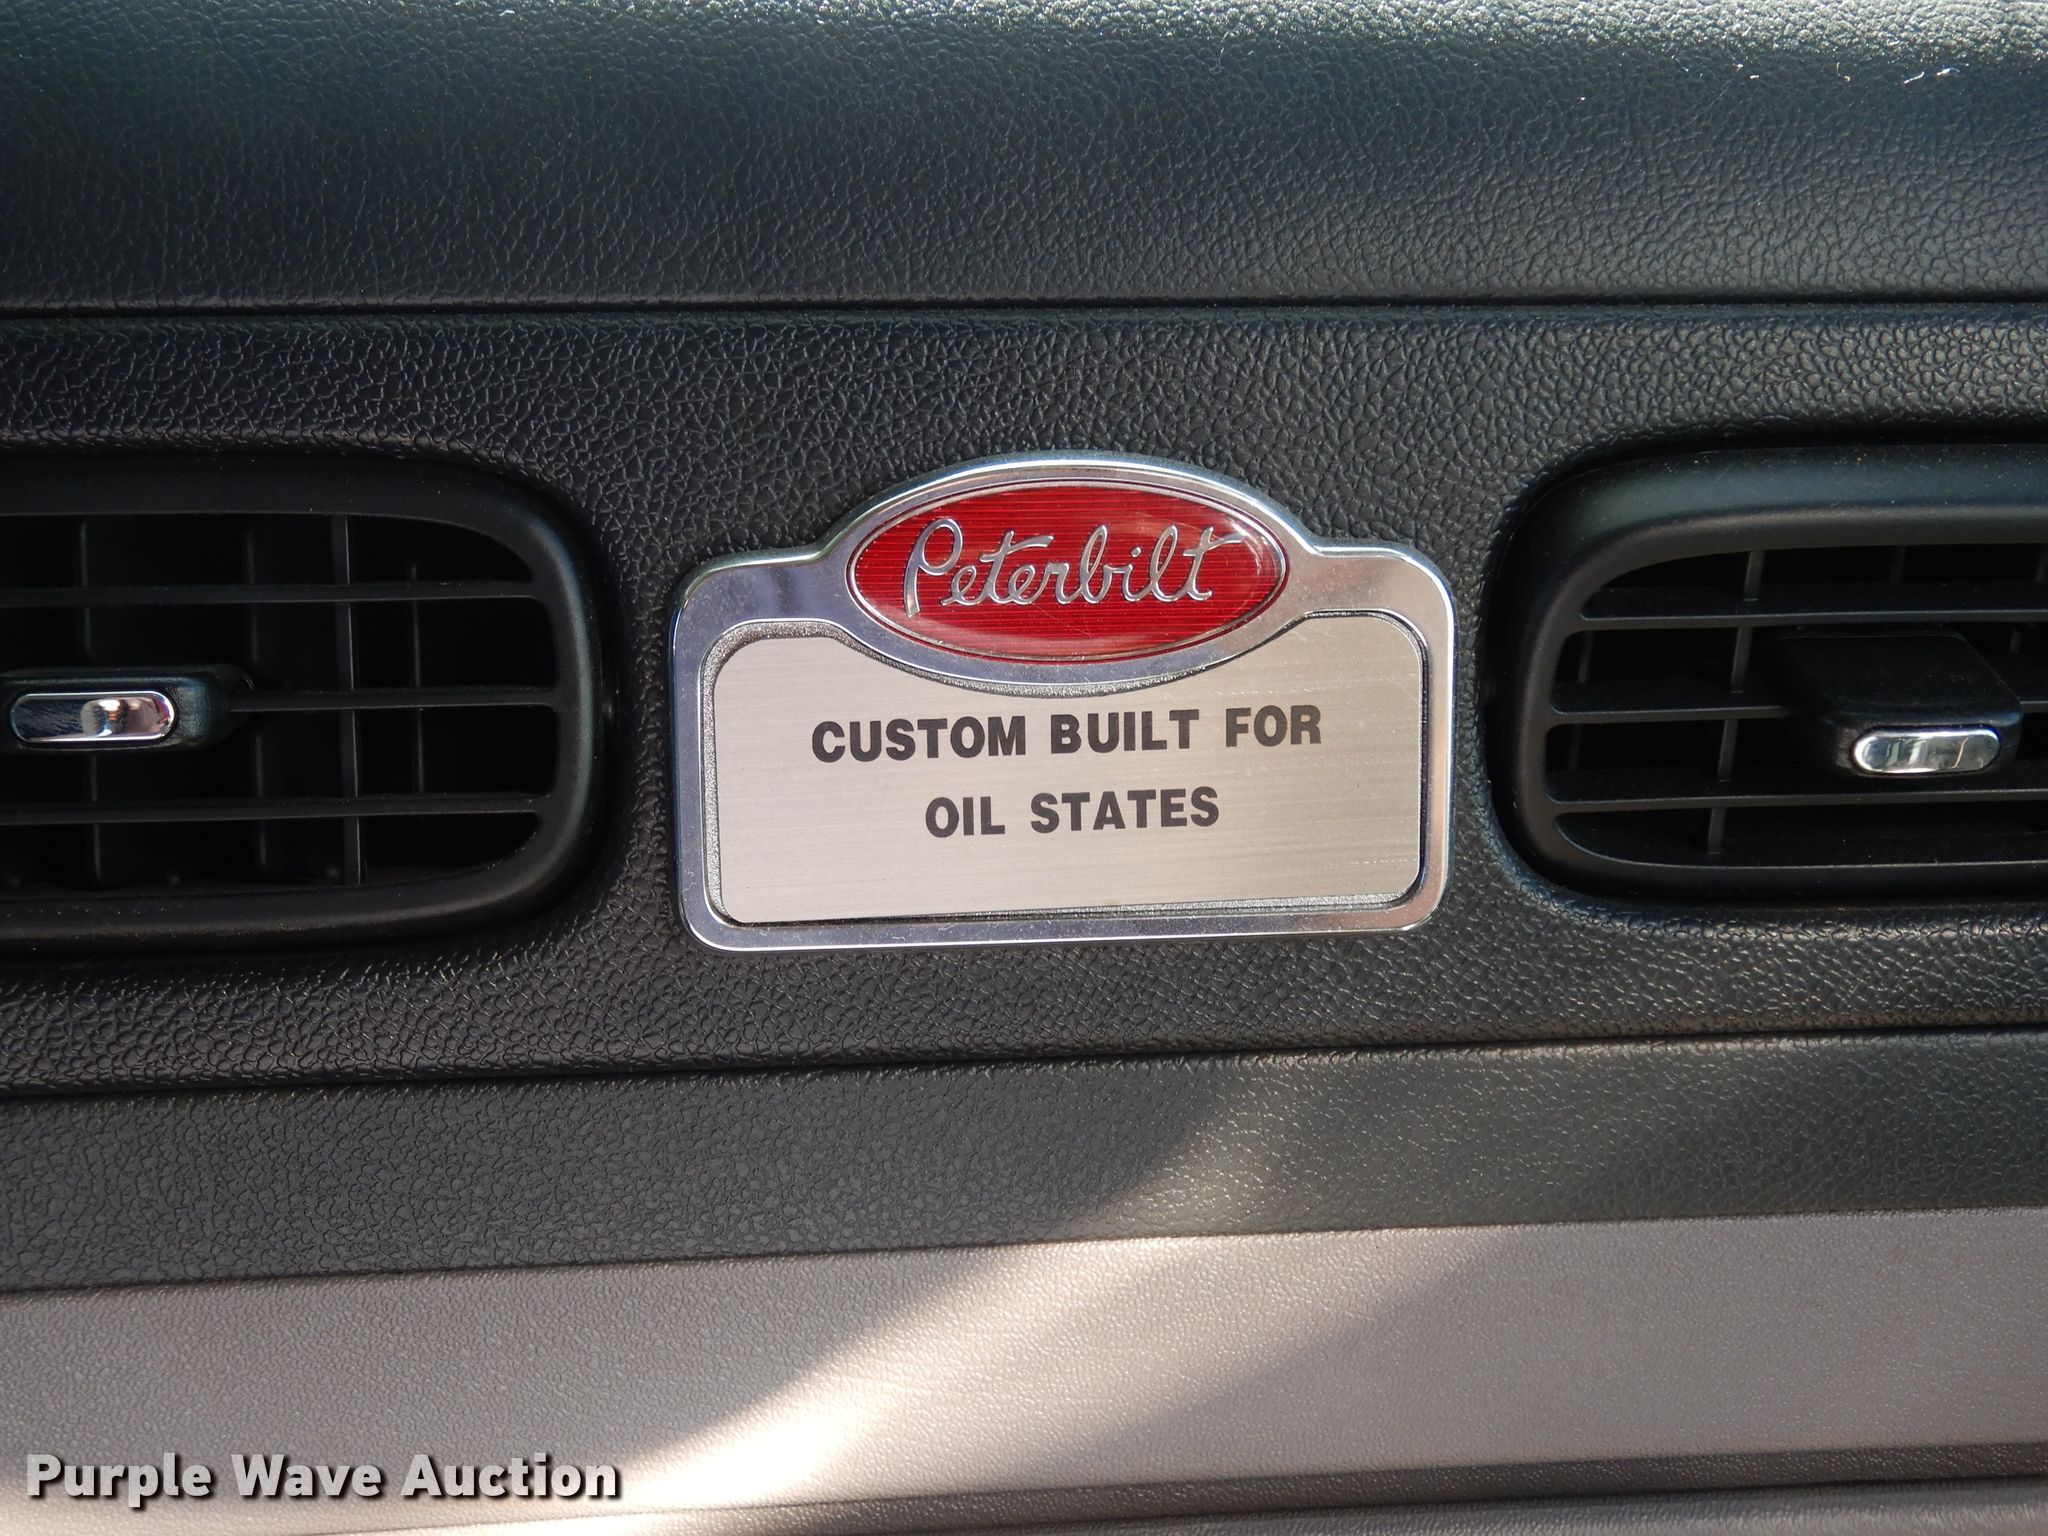 Peterbilt
CUSTOM BUILT FOR
OIL STATES
Purple Wave Auction